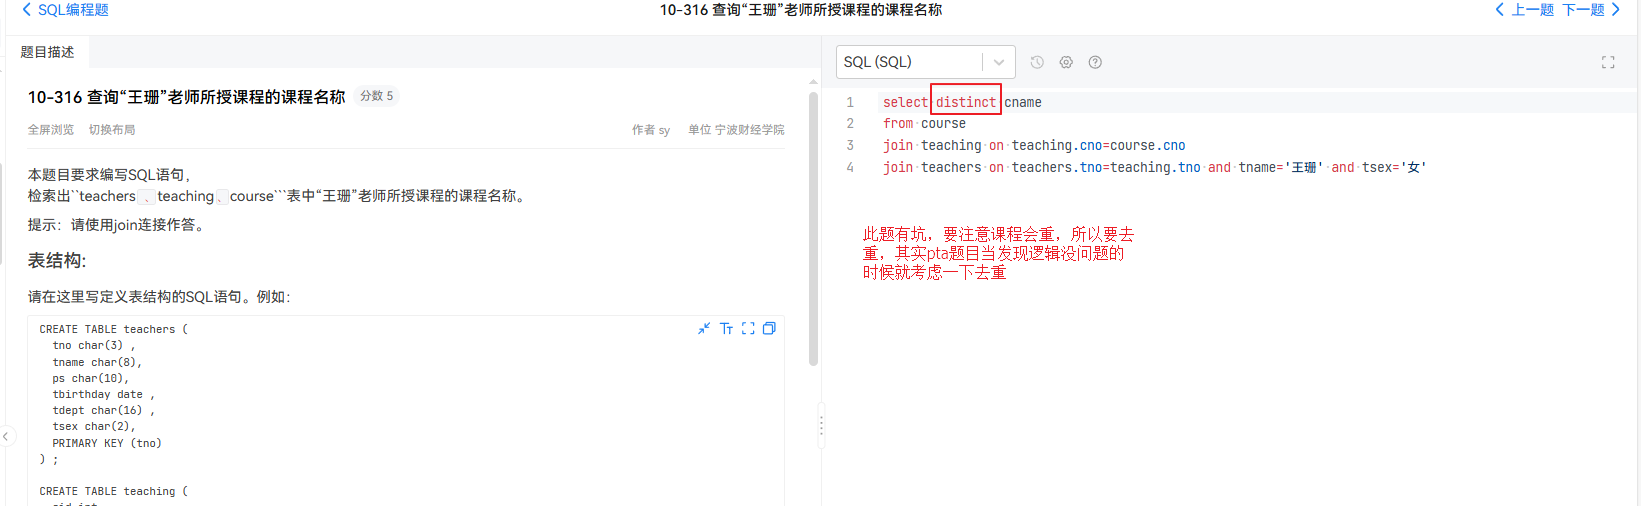 SQL编程题
10-316 查询“王珊”老师所授课程的课程名称
上一题 下一题
题目描述
10-316 查询“王珊”老师所授课程的课程名称 分数 5
全屏浏览 切换布局 作者 sy 单位 宁波财经学院
本题目要求编写SQL语句，
检索出``teachers 、 teaching 、 course```表中“王珊”老师所授课程的课程名称。
提示：请使用join连接作答。
表结构:
请在这里写定义表结构的SQL语句。例如：
CREATE TABLE teachers (
tno char(3) ,
tname char(8),
ps char(10),
tbirthday date ,
tdept char(16) ,
tsex char(2),
PRIMARY KEY (tno)
) ;
CREATE TABLE teaching (
SQL (SQL)
1 select distinct cname
2 from course
3 join teaching on teaching.cno=course.cno
4 join teachers on teachers.tno=teaching.tno and tname='王珊' and tsex='女'
此题有坑，要注意课程会重，所以要去
重，其实pta题目当发现逻辑没问题的
时候就考虑一下去重